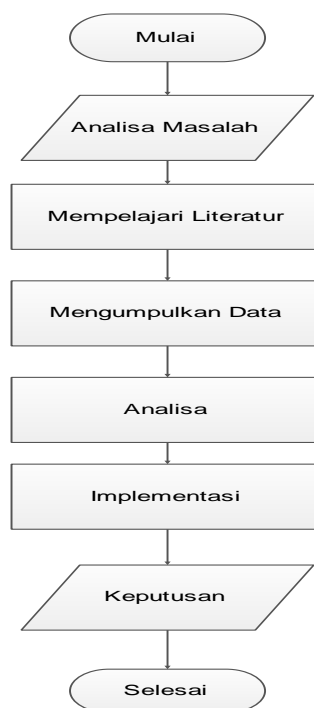 Mulai
Analisa Masalah
Mempelajari Literatur
Mengumpulkan Data
Analisa
Implementasi
Keputusan
Selesai